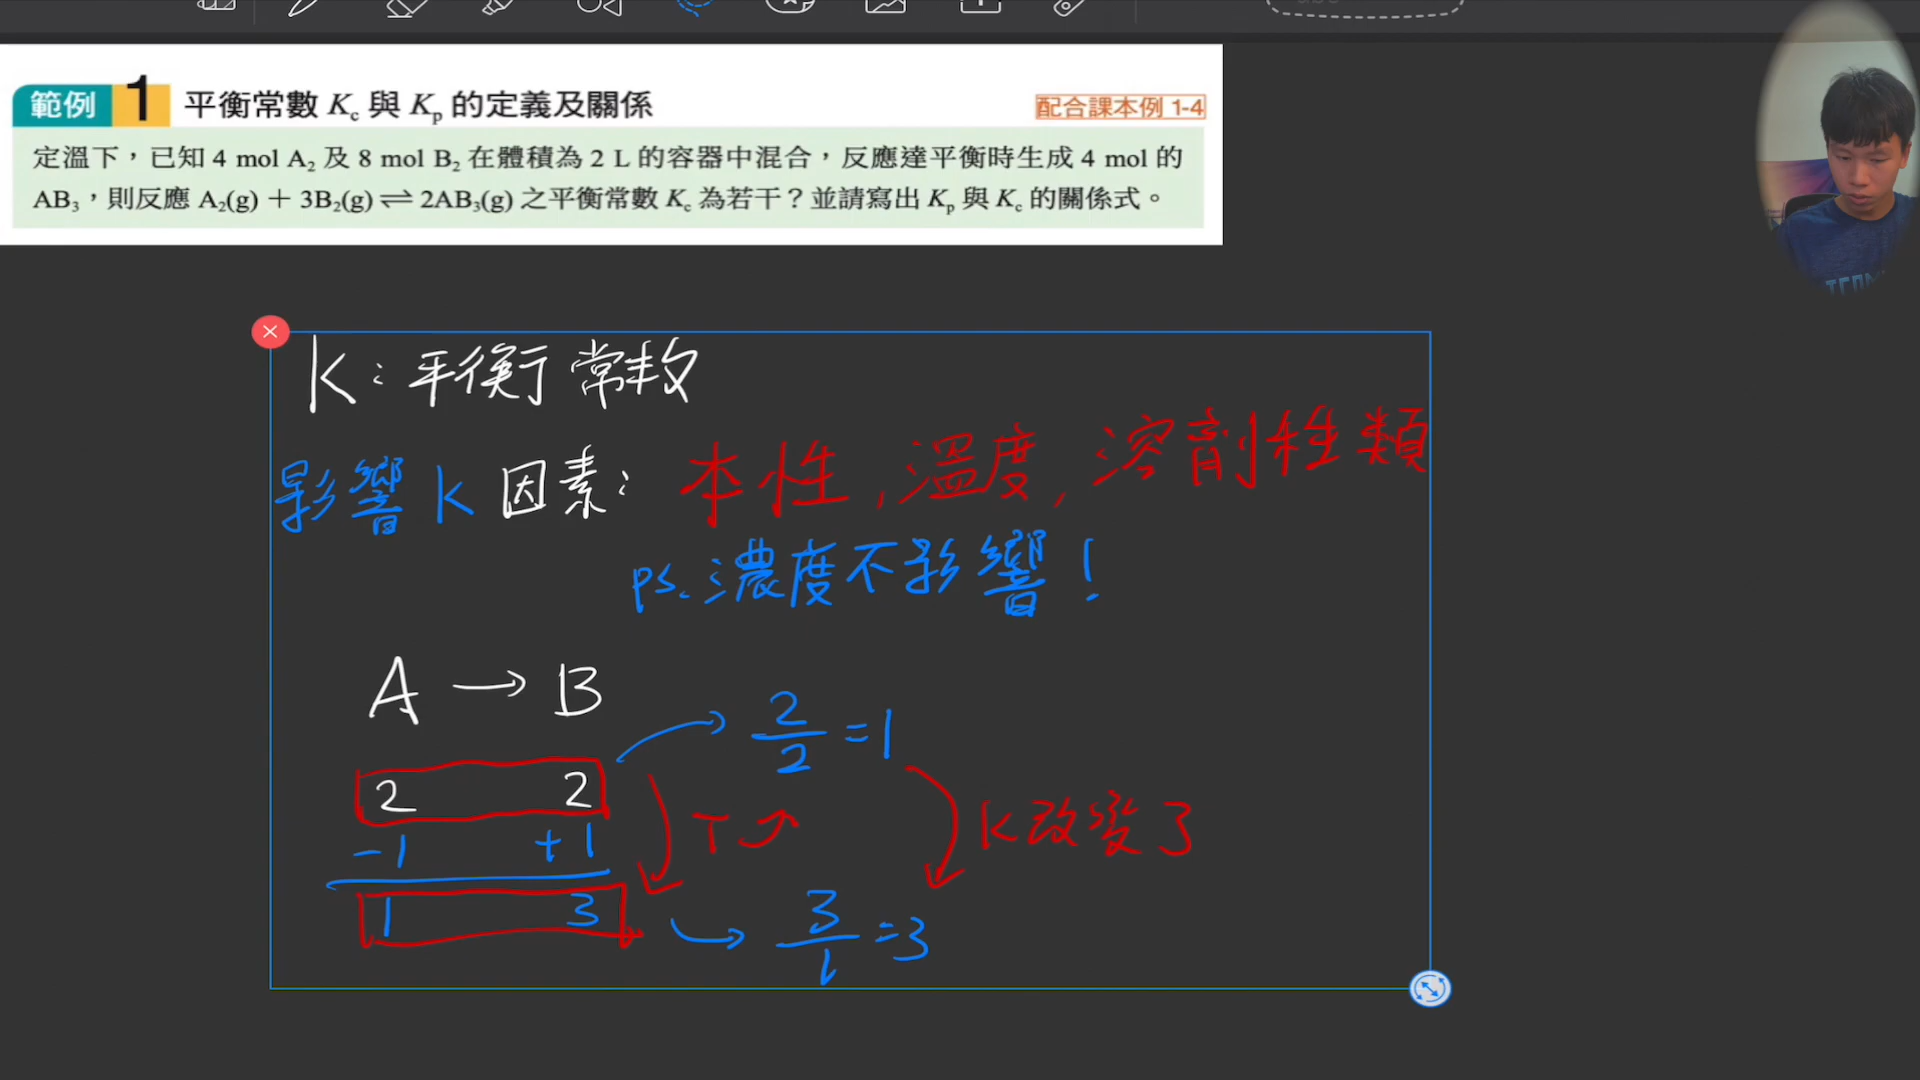 範例 1 平衡常數 Kc 與 Kp 的定義及關係
配合課本例 1-4
定溫下，已知 4 mol A₂ 及 8 mol B₂ 在體積為 2 L 的容器中混合，反應達平衡時生成 4 mol 的
AB₃，則反應 A₂(g) + 3B₂(g) ⇌ 2AB₃(g) 之平衡常數 Kc 為若干？並請寫出 Kp 與 Kc 的關係式。
K：平衡常数
影響 K 因素：本性，溫度，溶劑種類
ps. 濃度不影響！
A → B
2 2
2/2 = 1
-1 +1
T↗
K改變了
1 3
3/1 = 3